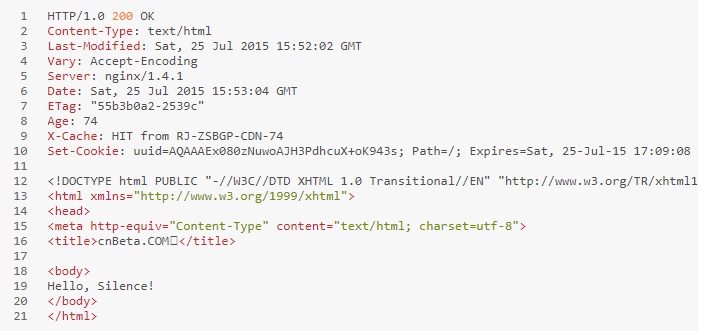 1 HTTP/1.0 200 OK
2 Content-Type: text/html
3 Last-Modified: Sat, 25 Jul 2015 15:52:02 GMT
4 Vary: Accept-Encoding
5 Server: nginx/1.4.1
6 Date: Sat, 25 Jul 2015 15:53:04 GMT
7 ETag: "55b3b0a2-2539c"
8 Age: 74
9 X-Cache: HIT from RJ-ZSBGP-CDN-74
10 Set-Cookie: uuid=AQAAAEx080zNuwoAJH3PdhcuX+oK943s; Path=/; Expires=Sat, 25-Jul-15 17:09:08
11
12 <!DOCTYPE html PUBLIC "-//W3C//DTD XHTML 1.0 Transitional//EN" "http://www.w3.org/TR/xhtml1
13 <html xmlns="http://www.w3.org/1999/xhtml">
14 <head>
15 <meta http-equiv="Content-Type" content="text/html; charset=utf-8">
16 <title>cnBeta.COM□</title>
17
18 <body>
19 Hello, Silence!
20 </body>
21 </html>